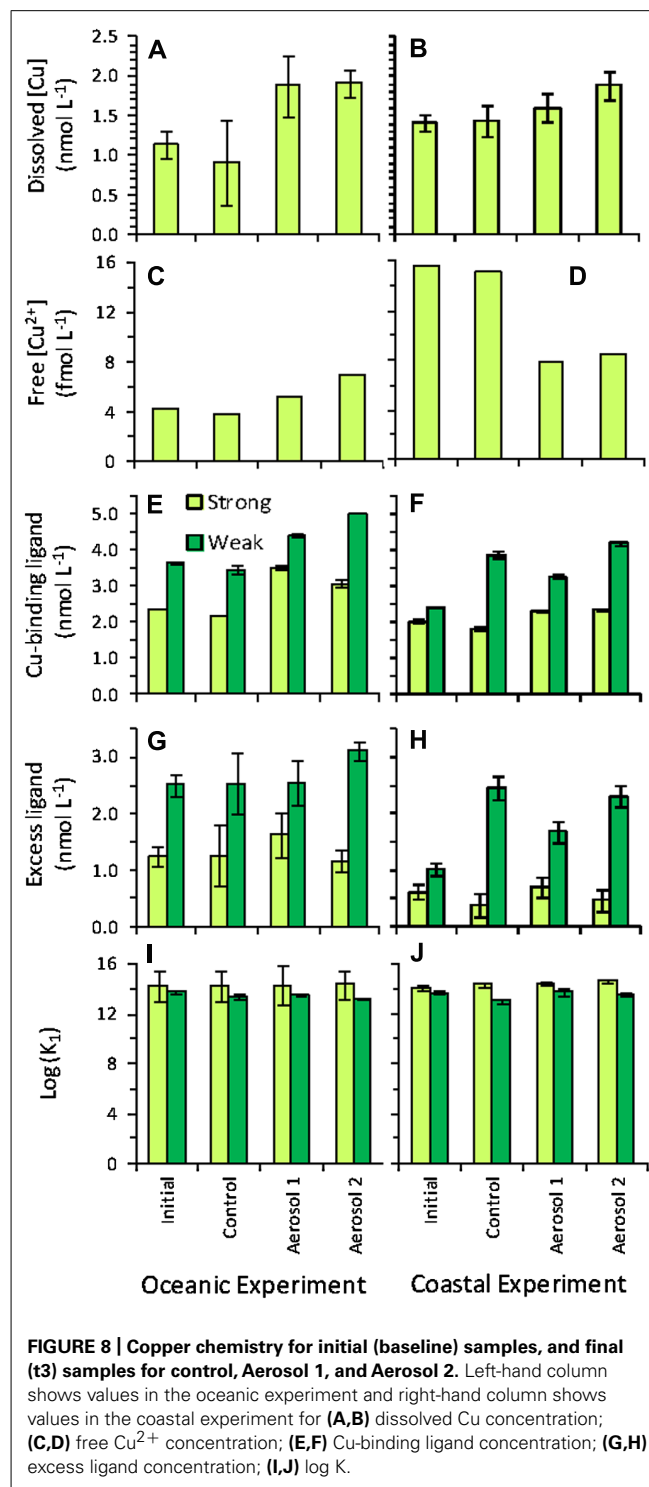 A
B
Dissolved [Cu]
(nmol L-1)
2.5
2.0
1.5
1.0
0.5
0.0
C
D
Free [Cu2+]
(fmol L-1)
16
12
8
4
0
E
Strong
Weak
F
Cu-binding ligand
(nmol L-1)
5.0
4.0
3.0
2.0
1.0
0.0
G
H
Excess ligand
(nmol L-1)
3.0
2.0
1.0
0.0
I
J
Log (K1)
16
12
8
4
0
Initial
Control
Aerosol 1
Aerosol 2
Initial
Control
Aerosol 1
Aerosol 2
Oceanic Experiment
Coastal Experiment
FIGURE 8 | Copper chemistry for initial (baseline) samples, and final
(t3) samples for control, Aerosol 1, and Aerosol 2. Left-hand column
shows values in the oceanic experiment and right-hand column shows
values in the coastal experiment for (A,B) dissolved Cu concentration;
(C,D) free Cu2+ concentration; (E,F) Cu-binding ligand concentration; (G,H)
excess ligand concentration; (I,J) log K.